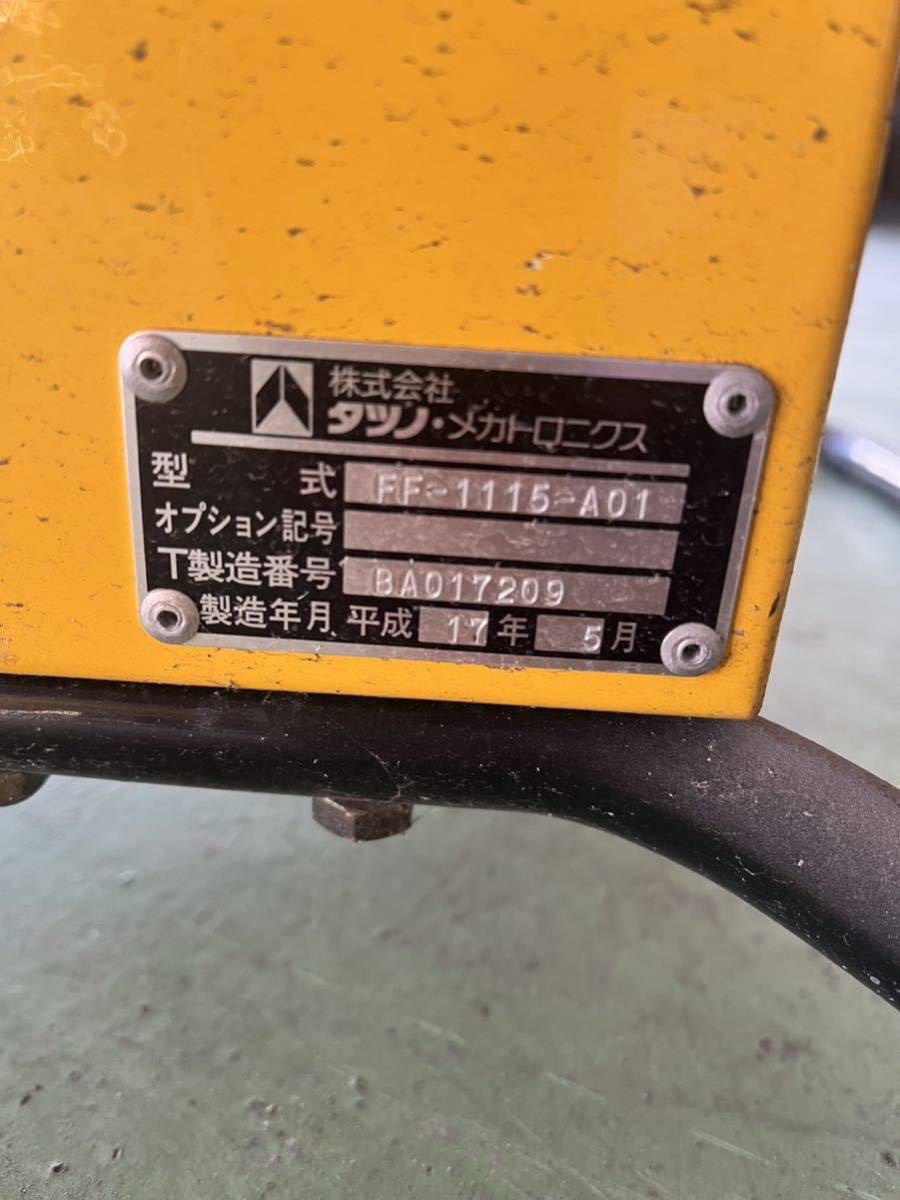 株式会社
タツノ・メカトロニクス
型 式 FF-1115-A01
オプション記号
T製造番号 BA017209
製造年月 平成 17 年 5 月